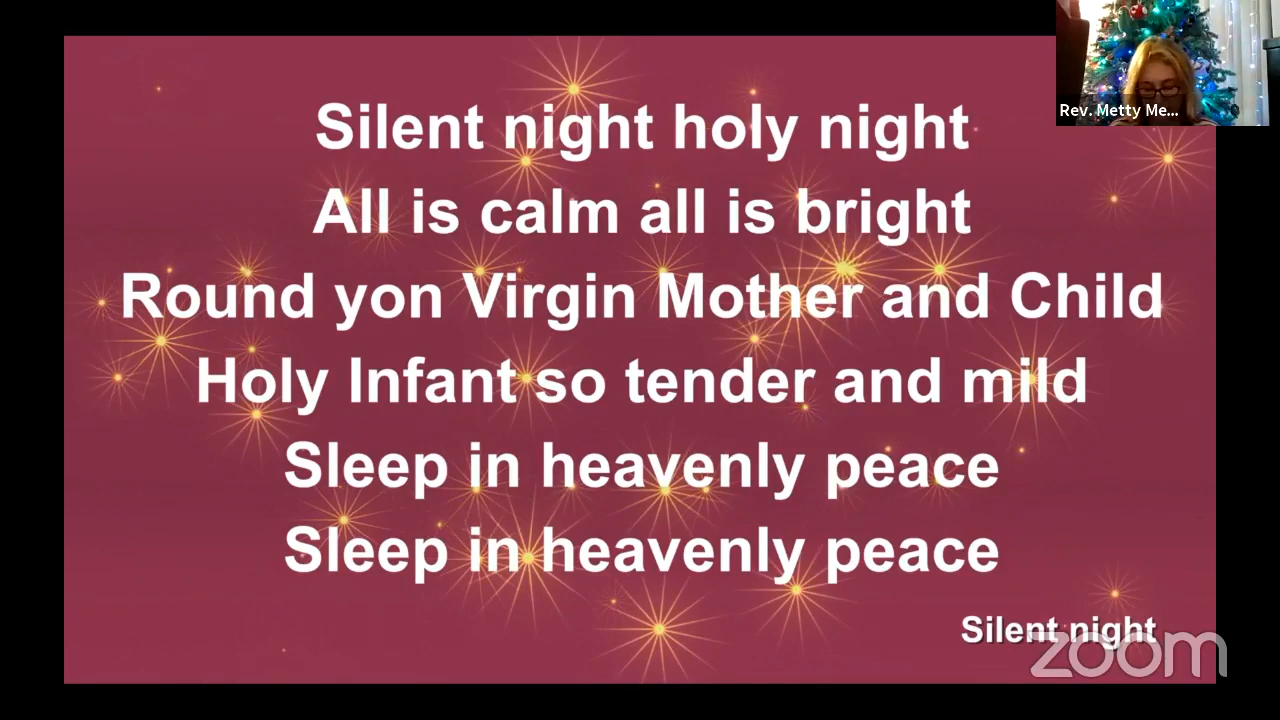 Rev. Metty Me...
Silent night holy night
All is calm all is bright
Round yon Virgin Mother and Child
Holy Infant so tender and mild
Sleep in heavenly peace
Sleep in heavenly peace
Silent night
zoom